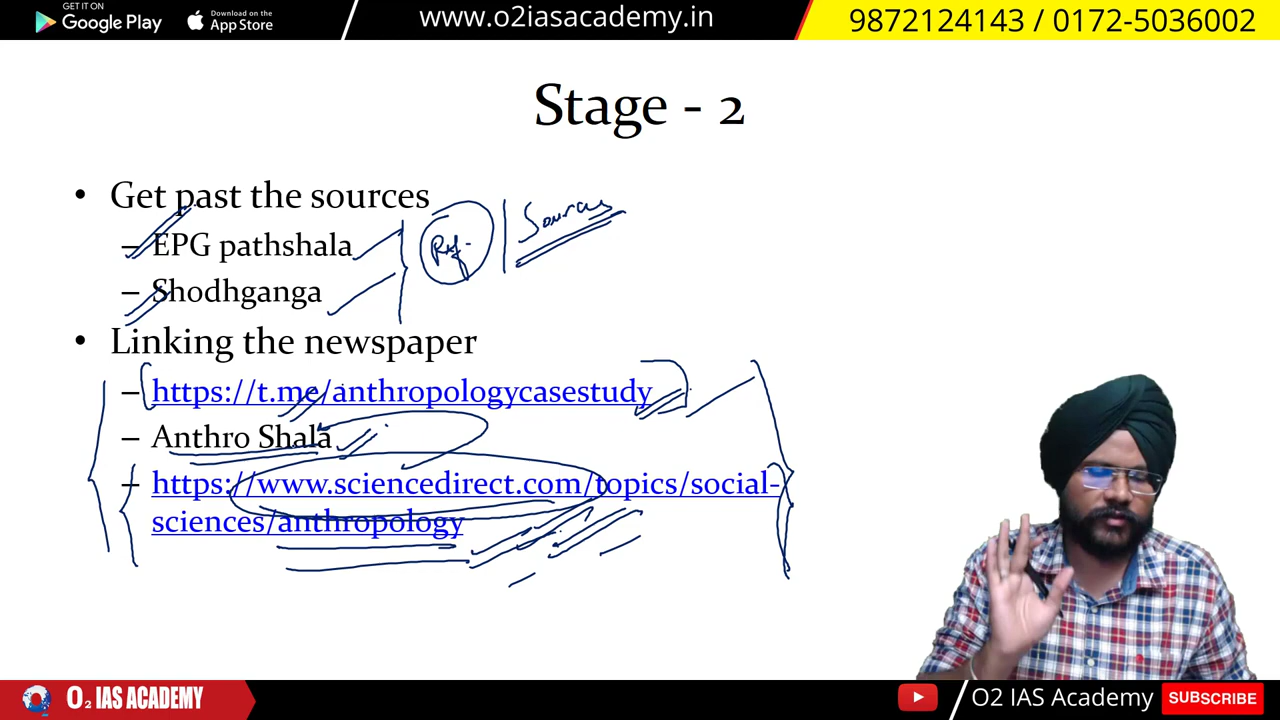 GET IT ON
Google Play
Download on the
App Store
www.o2iasacademy.in
9872124143 / 0172-5036002
Stage - 2
• Get past the sources
– EPG pathshala
– Shodhganga
Ref. Sources
• Linking the newspaper
– https://t.me/anthropologycasestudy
– Anthro Shala
– https://www.sciencedirect.com/topics/social-
sciences/anthropology
O2 IAS ACADEMY
O2 IAS Academy SUBSCRIBE